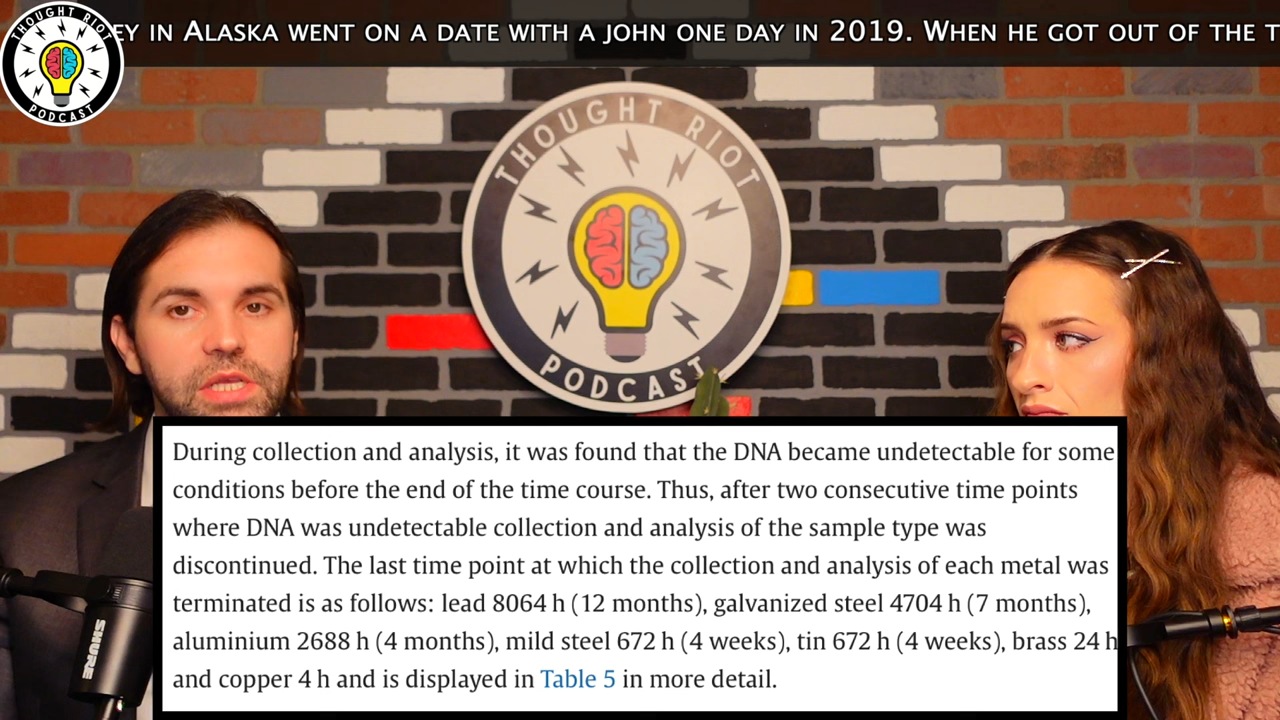 EY IN ALASKA WENT ON A DATE WITH A JOHN ONE DAY IN 2019. WHEN HE GOT OUT OF THE T
THOUGHT RIOT
PODCAST
THOUGHT RIOT
PODCAST
During collection and analysis, it was found that the DNA became undetectable for some
conditions before the end of the time course. Thus, after two consecutive time points
where DNA was undetectable collection and analysis of the sample type was
discontinued. The last time point at which the collection and analysis of each metal was
terminated is as follows: lead 8064 h (12 months), galvanized steel 4704 h (7 months),
aluminium 2688 h (4 months), mild steel 672 h (4 weeks), tin 672 h (4 weeks), brass 24 h
and copper 4 h and is displayed in Table 5 in more detail.
SHURE